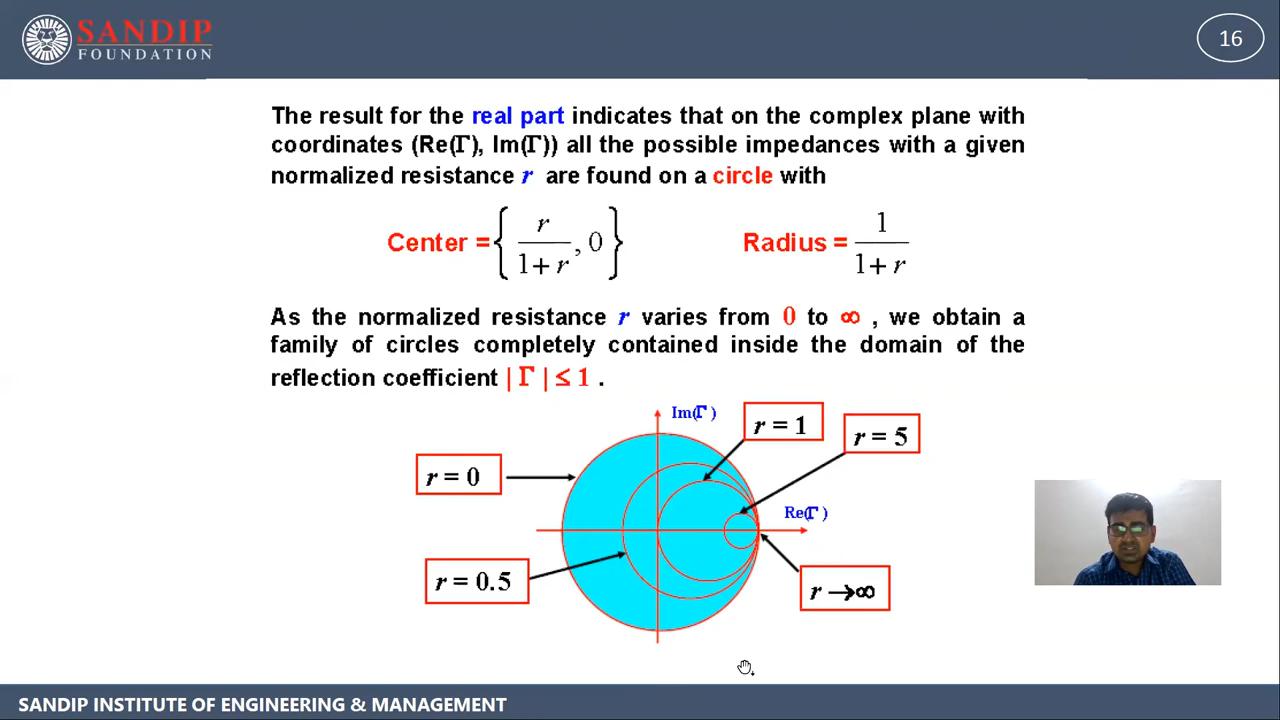 SANDIP
FOUNDATION
16
The result for the real part indicates that on the complex plane with
coordinates (Re(Γ), Im(Γ)) all the possible impedances with a given
normalized resistance r are found on a circle with
Center = { r / 1 + r , 0 } Radius = 1 / 1 + r
As the normalized resistance r varies from 0 to ∞ , we obtain a
family of circles completely contained inside the domain of the
reflection coefficient | Γ | ≤ 1 .
Im(Γ )
r = 1
r = 5
r = 0
Re(Γ )
r = 0.5
r →∞
SANDIP INSTITUTE OF ENGINEERING & MANAGEMENT